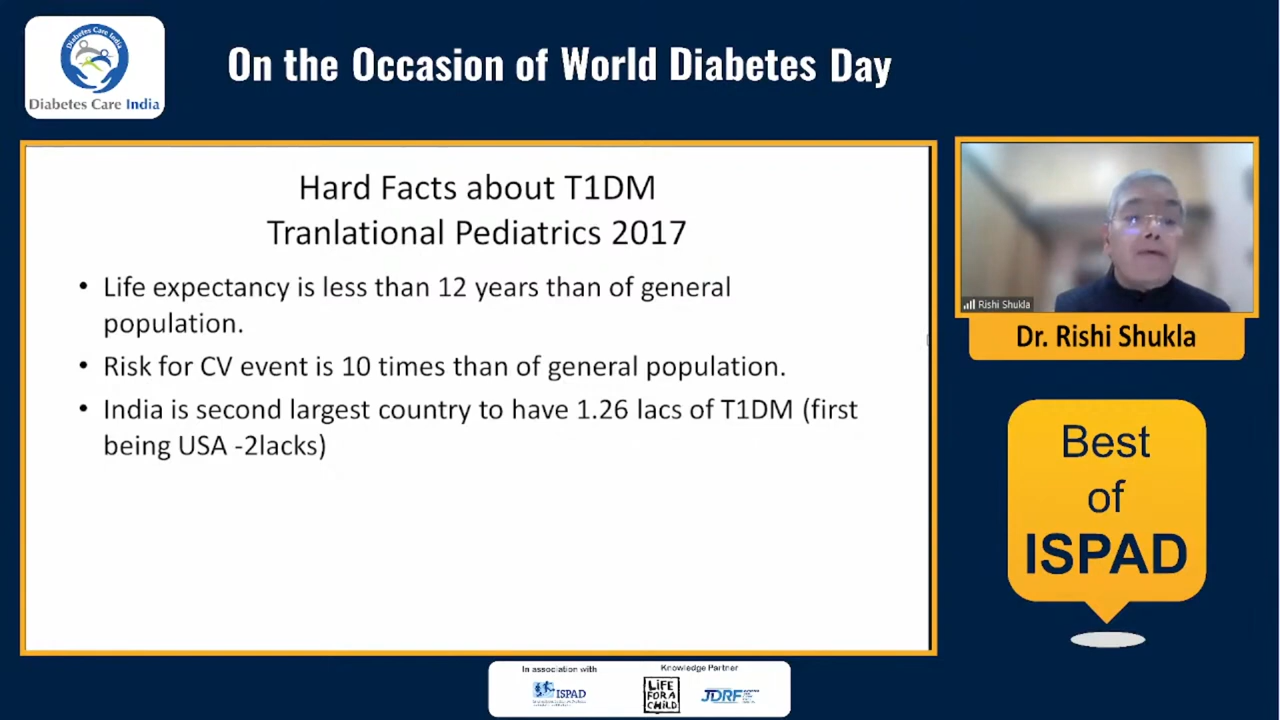 Diabetes Care India
Diabetes Care India
On the Occasion of World Diabetes Day
Hard Facts about T1DM
Tranlational Pediatrics 2017
• Life expectancy is less than 12 years than of general
population.
• Risk for CV event is 10 times than of general population.
• India is second largest country to have 1.26 lacs of T1DM (first
being USA -2lacks)
Rishi Shukla
Dr. Rishi Shukla
Best
of
ISPAD
In association with
ISPAD
Knowledge Partner
LiFE
FOR
A
CHiLD
JDRF